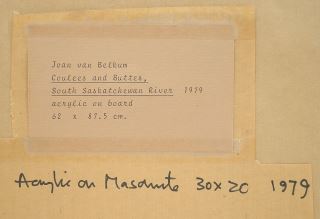 Joan van Belkum
Coulees and Buttes,
South Saskatchewan River 1979
acrylic on board
62 x 87.5 cm.
Acrylic on Masonite 30x20 1979